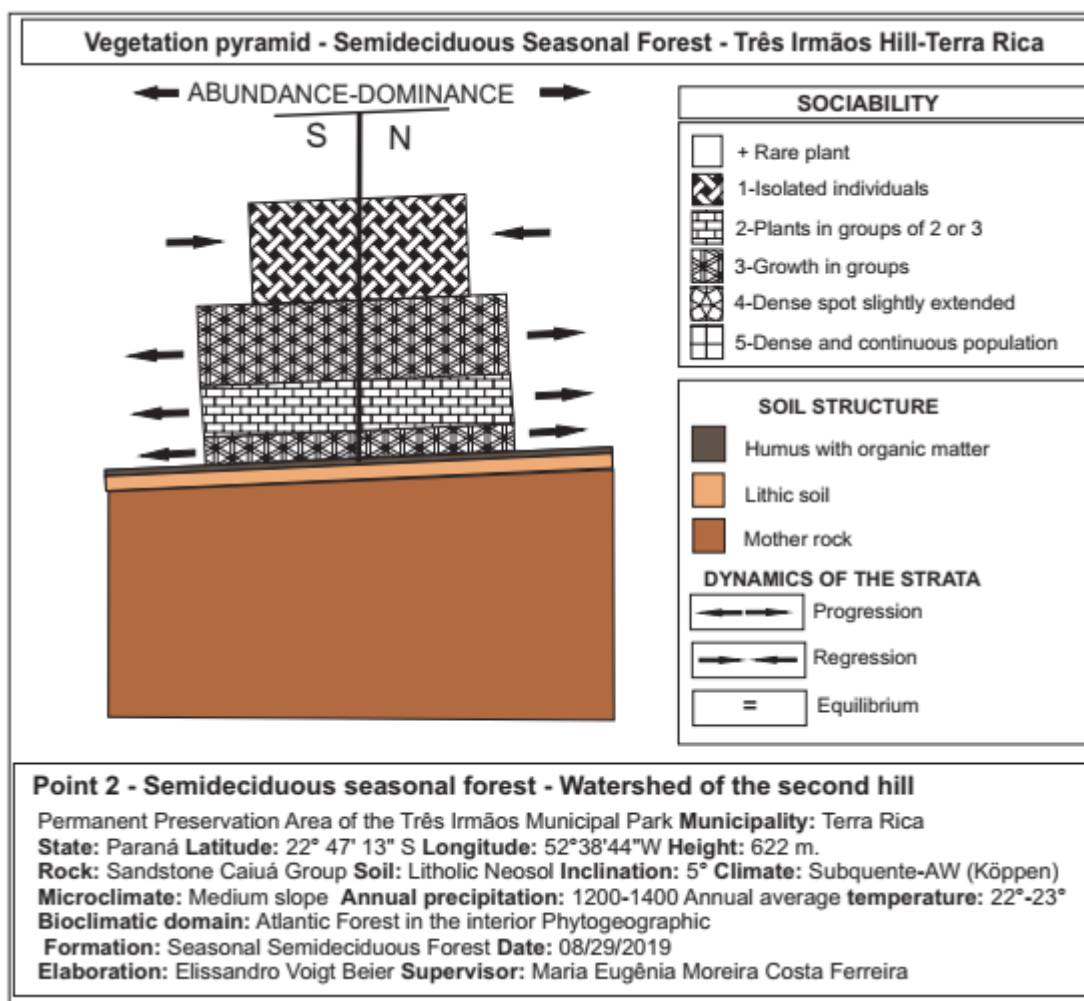 Vegetation pyramid - Semideciduous Seasonal Forest - Três Irmãos Hill-Terra Rica
ABUNDANCE-DOMINANCE
S N
SOCIABILITY
+ Rare plant
1-Isolated individuals
2-Plants in groups of 2 or 3
3-Growth in groups
4-Dense spot slightly extended
5-Dense and continuous population
SOIL STRUCTURE
Humus with organic matter
Lithic soil
Mother rock
DYNAMICS OF THE STRATA
Progression
Regression
= Equilibrium
Point 2 - Semideciduous seasonal forest - Watershed of the second hill
Permanent Preservation Area of the Três Irmãos Municipal Park Municipality: Terra Rica
State: Paraná Latitude: 22° 47' 13" S Longitude: 52°38'44"W Height: 622 m.
Rock: Sandstone Caiuá Group Soil: Litholic Neosol Inclination: 5° Climate: Subquente-AW (Köppen)
Microclimate: Medium slope Annual precipitation: 1200-1400 Annual average temperature: 22°-23°
Bioclimatic domain: Atlantic Forest in the interior Phytogeographic
Formation: Seasonal Semideciduous Forest Date: 08/29/2019
Elaboration: Elissandro Voigt Beier Supervisor: Maria Eugênia Moreira Costa Ferreira